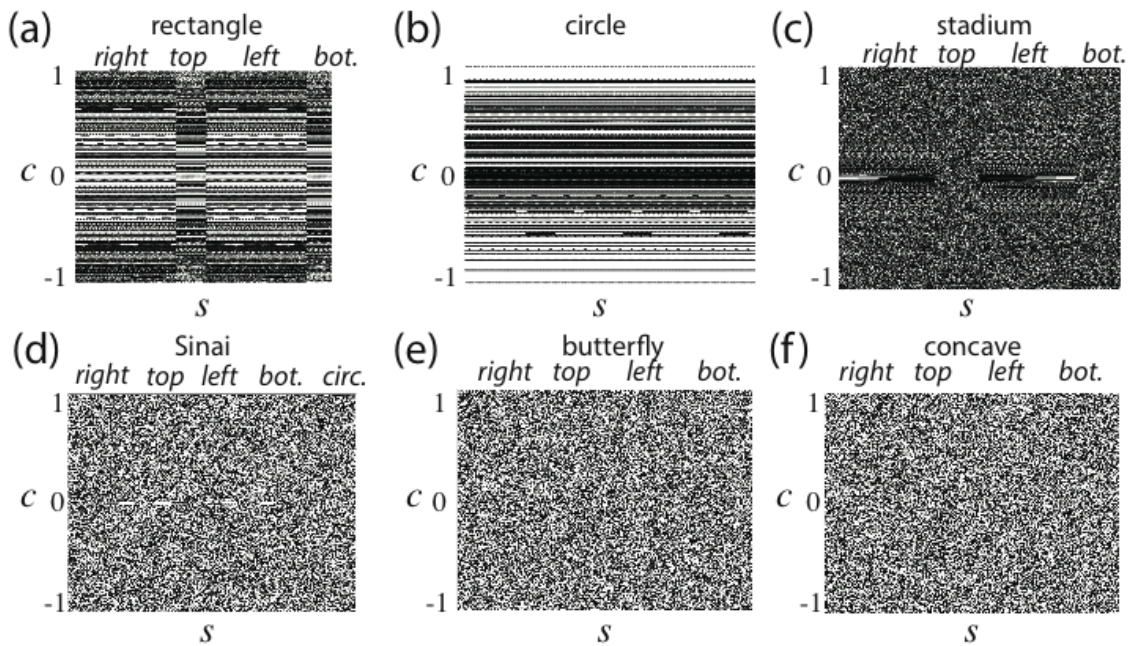 (a) rectangle
right top left bot.
1
c 0
-1
s
(b) circle
1
c 0
-1
s
(c) stadium
right top left bot.
1
c 0
-1
s
(d) Sinai
right top left bot. circ.
1
c 0
-1
s
(e) butterfly
right top left bot.
1
c 0
-1
s
(f) concave
right top left bot.
1
c 0
-1
s